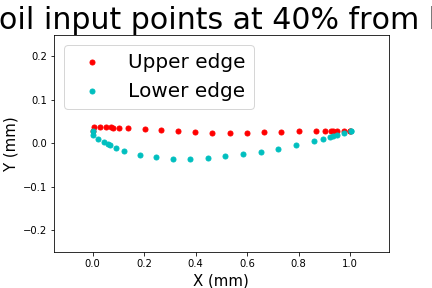 oil input points at 40% from
Upper edge
Lower edge
Y (mm)
0.2
0.1
0.0
−0.1
−0.2
0.0 0.2 0.4 0.6 0.8 1.0
X (mm)